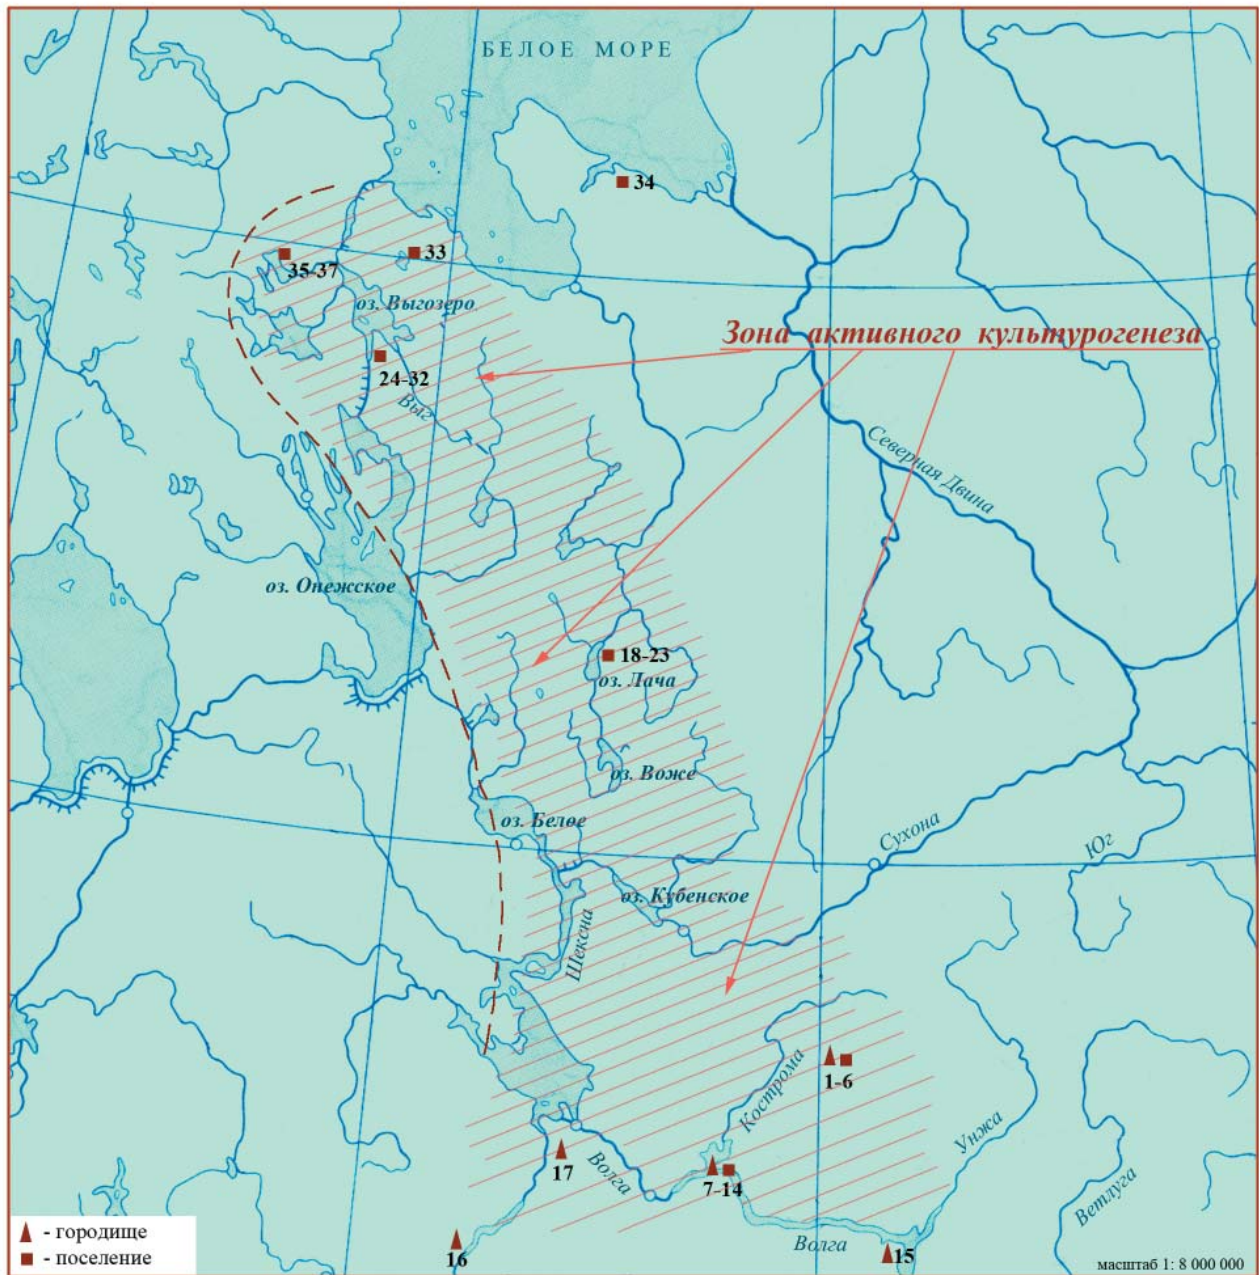 БЕЛОЕ МОРЕ
34
33
35-37
оз. Выгозеро
Зона активного культурогенеза
24-32
Выг
Северная Двина
оз. Онежское
18-23
оз. Лача
оз. Воже
оз. Белое
Сухона
Юг
оз. Кубенское
Шексна
Кострома
1-6
Унжа
17
Волга
7-14
Ветлуга
Волга
16
15
- городище
- поселение
масштаб 1: 8 000 000